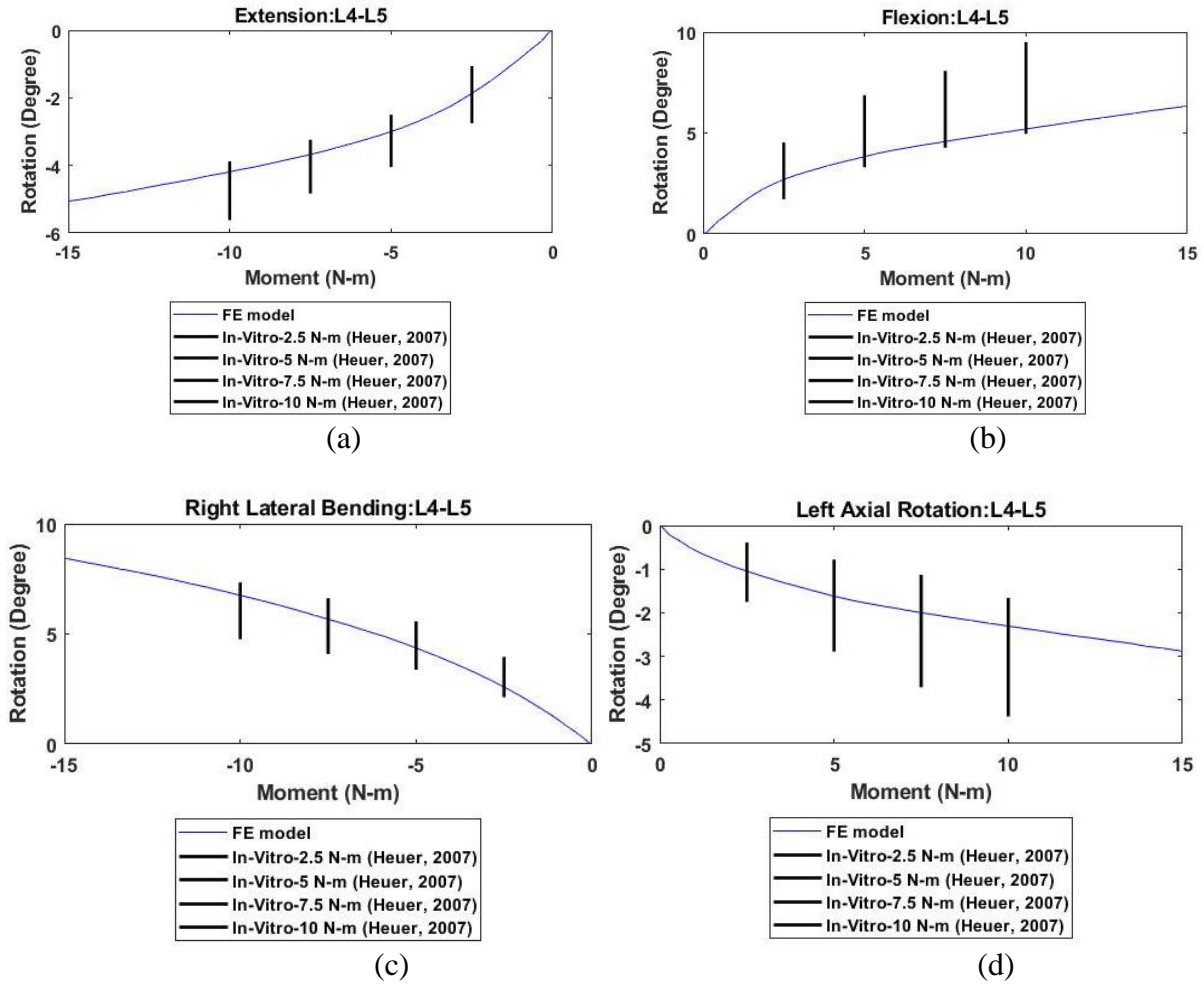 Extension:L4-L5
0
-2
-4
-6
Rotation (Degree)
-15 -10 -5 0
Moment (N-m)
FE model
In-Vitro-2.5 N-m (Heuer, 2007)
In-Vitro-5 N-m (Heuer, 2007)
In-Vitro-7.5 N-m (Heuer, 2007)
In-Vitro-10 N-m (Heuer, 2007)
(a)
Flexion:L4-L5
10
5
0
Rotation (Degree)
0 5 10 15
Moment (N-m)
FE model
In-Vitro-2.5 N-m (Heuer, 2007)
In-Vitro-5 N-m (Heuer, 2007)
In-Vitro-7.5 N-m (Heuer, 2007)
In-Vitro-10 N-m (Heuer, 2007)
(b)
Right Lateral Bending:L4-L5
10
5
0
Rotation (Degree)
-15 -10 -5 0
Moment (N-m)
FE model
In-Vitro-2.5 N-m (Heuer, 2007)
In-Vitro-5 N-m (Heuer, 2007)
In-Vitro-7.5 N-m (Heuer, 2007)
In-Vitro-10 N-m (Heuer, 2007)
(c)
Left Axial Rotation:L4-L5
0
-1
-2
-3
-4
-5
Rotation (Degree)
0 5 10 15
Moment (N-m)
FE model
In-Vitro-2.5 N-m (Heuer, 2007)
In-Vitro-5 N-m (Heuer, 2007)
In-Vitro-7.5 N-m (Heuer, 2007)
In-Vitro-10 N-m (Heuer, 2007)
(d)